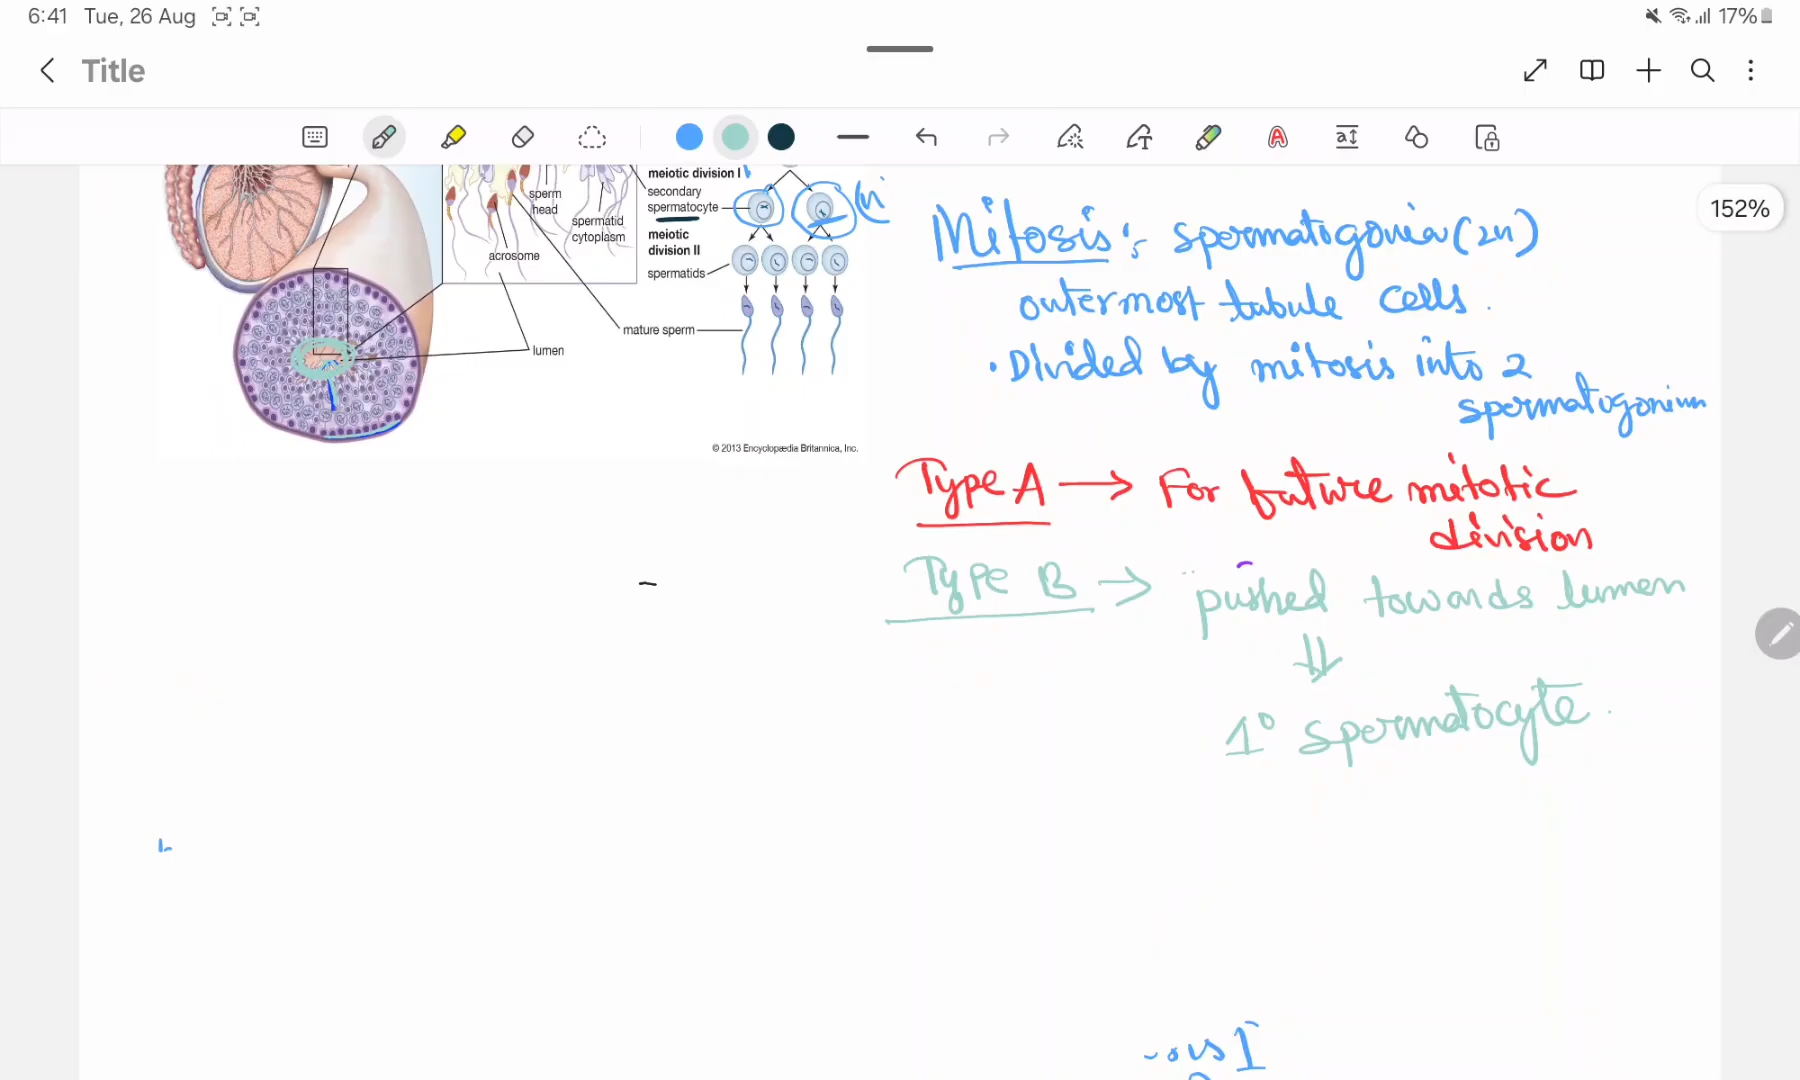 6:41 Tue, 26 Aug
17%
Title
152%
meiotic division I
secondary
spermatocyte
meiotic
division II
spermatids
mature sperm
sperm
head
spermatid
cytoplasm
acrosome
lumen
© 2013 Encyclopædia Britannica, Inc.
(n
Mitosis : spermatogonia (2n)
outermost tubule cells.
• Divided by mitosis into 2
spermatogonium
Type A → For future mitotic
division
Type B → pushed towards lumen
⇓
1° spermatocyte.
I